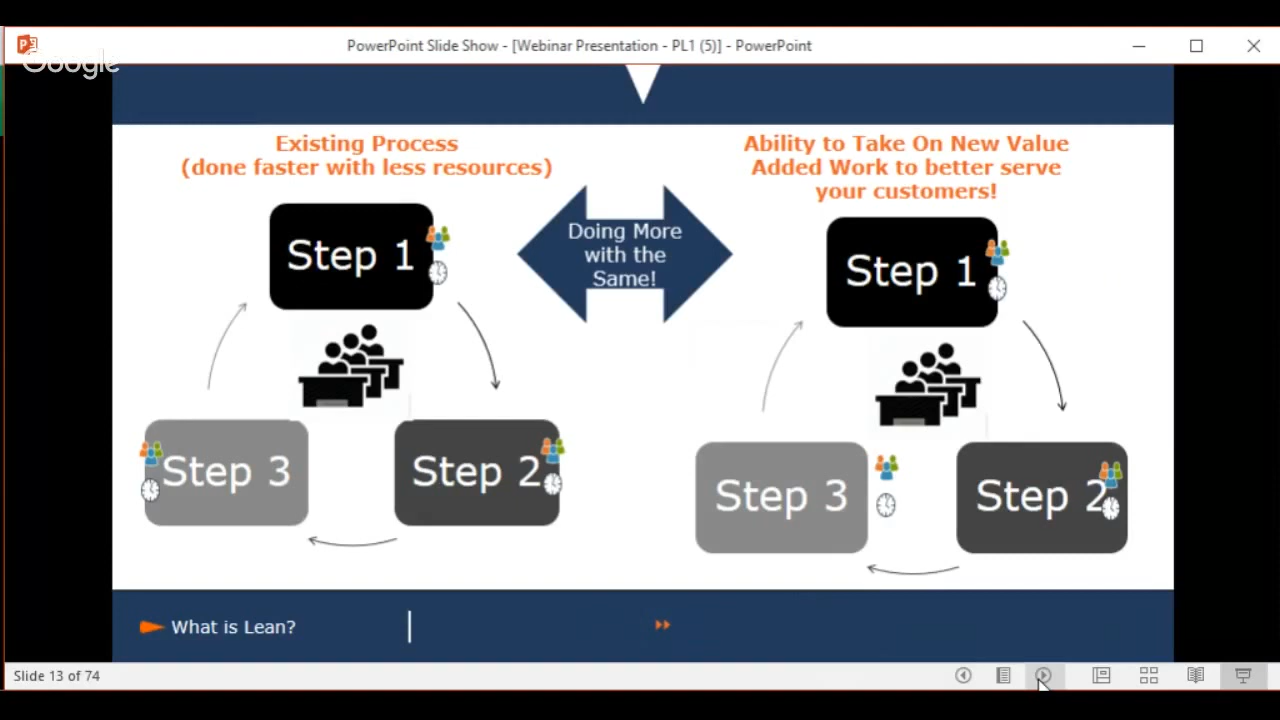 PowerPoint Slide Show - [Webinar Presentation - PL1 (5)] - PowerPoint
Google
Existing Process
(done faster with less resources)
Step 1
Step 2
Step 3
Doing More
with the
Same!
Ability to Take On New Value
Added Work to better serve
your customers!
Step 1
Step 2
Step 3
What is Lean?
Slide 13 of 74